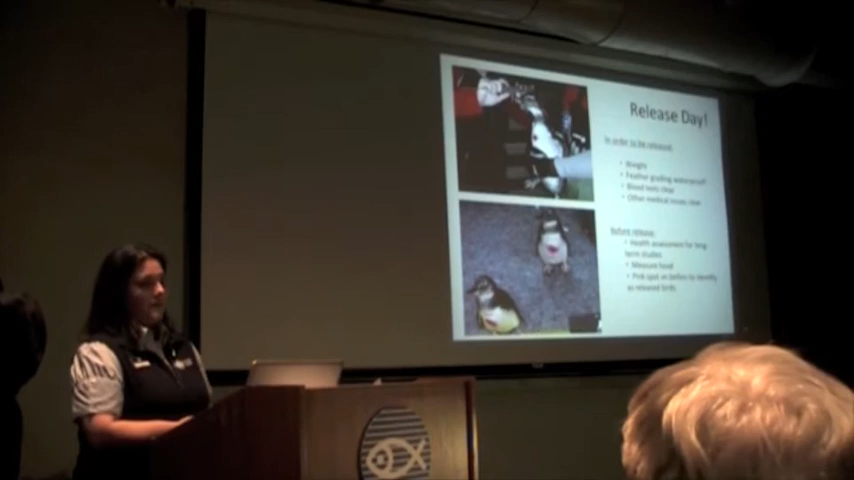 Release Day!
In order to be released:
• Weight
• Feather grading waterproof
• Blood tests clear
• Other medical issues clear
Before release:
• Health assessment for long
term studies
• Measure head
• Pink spot on bellies to identify
as released birds